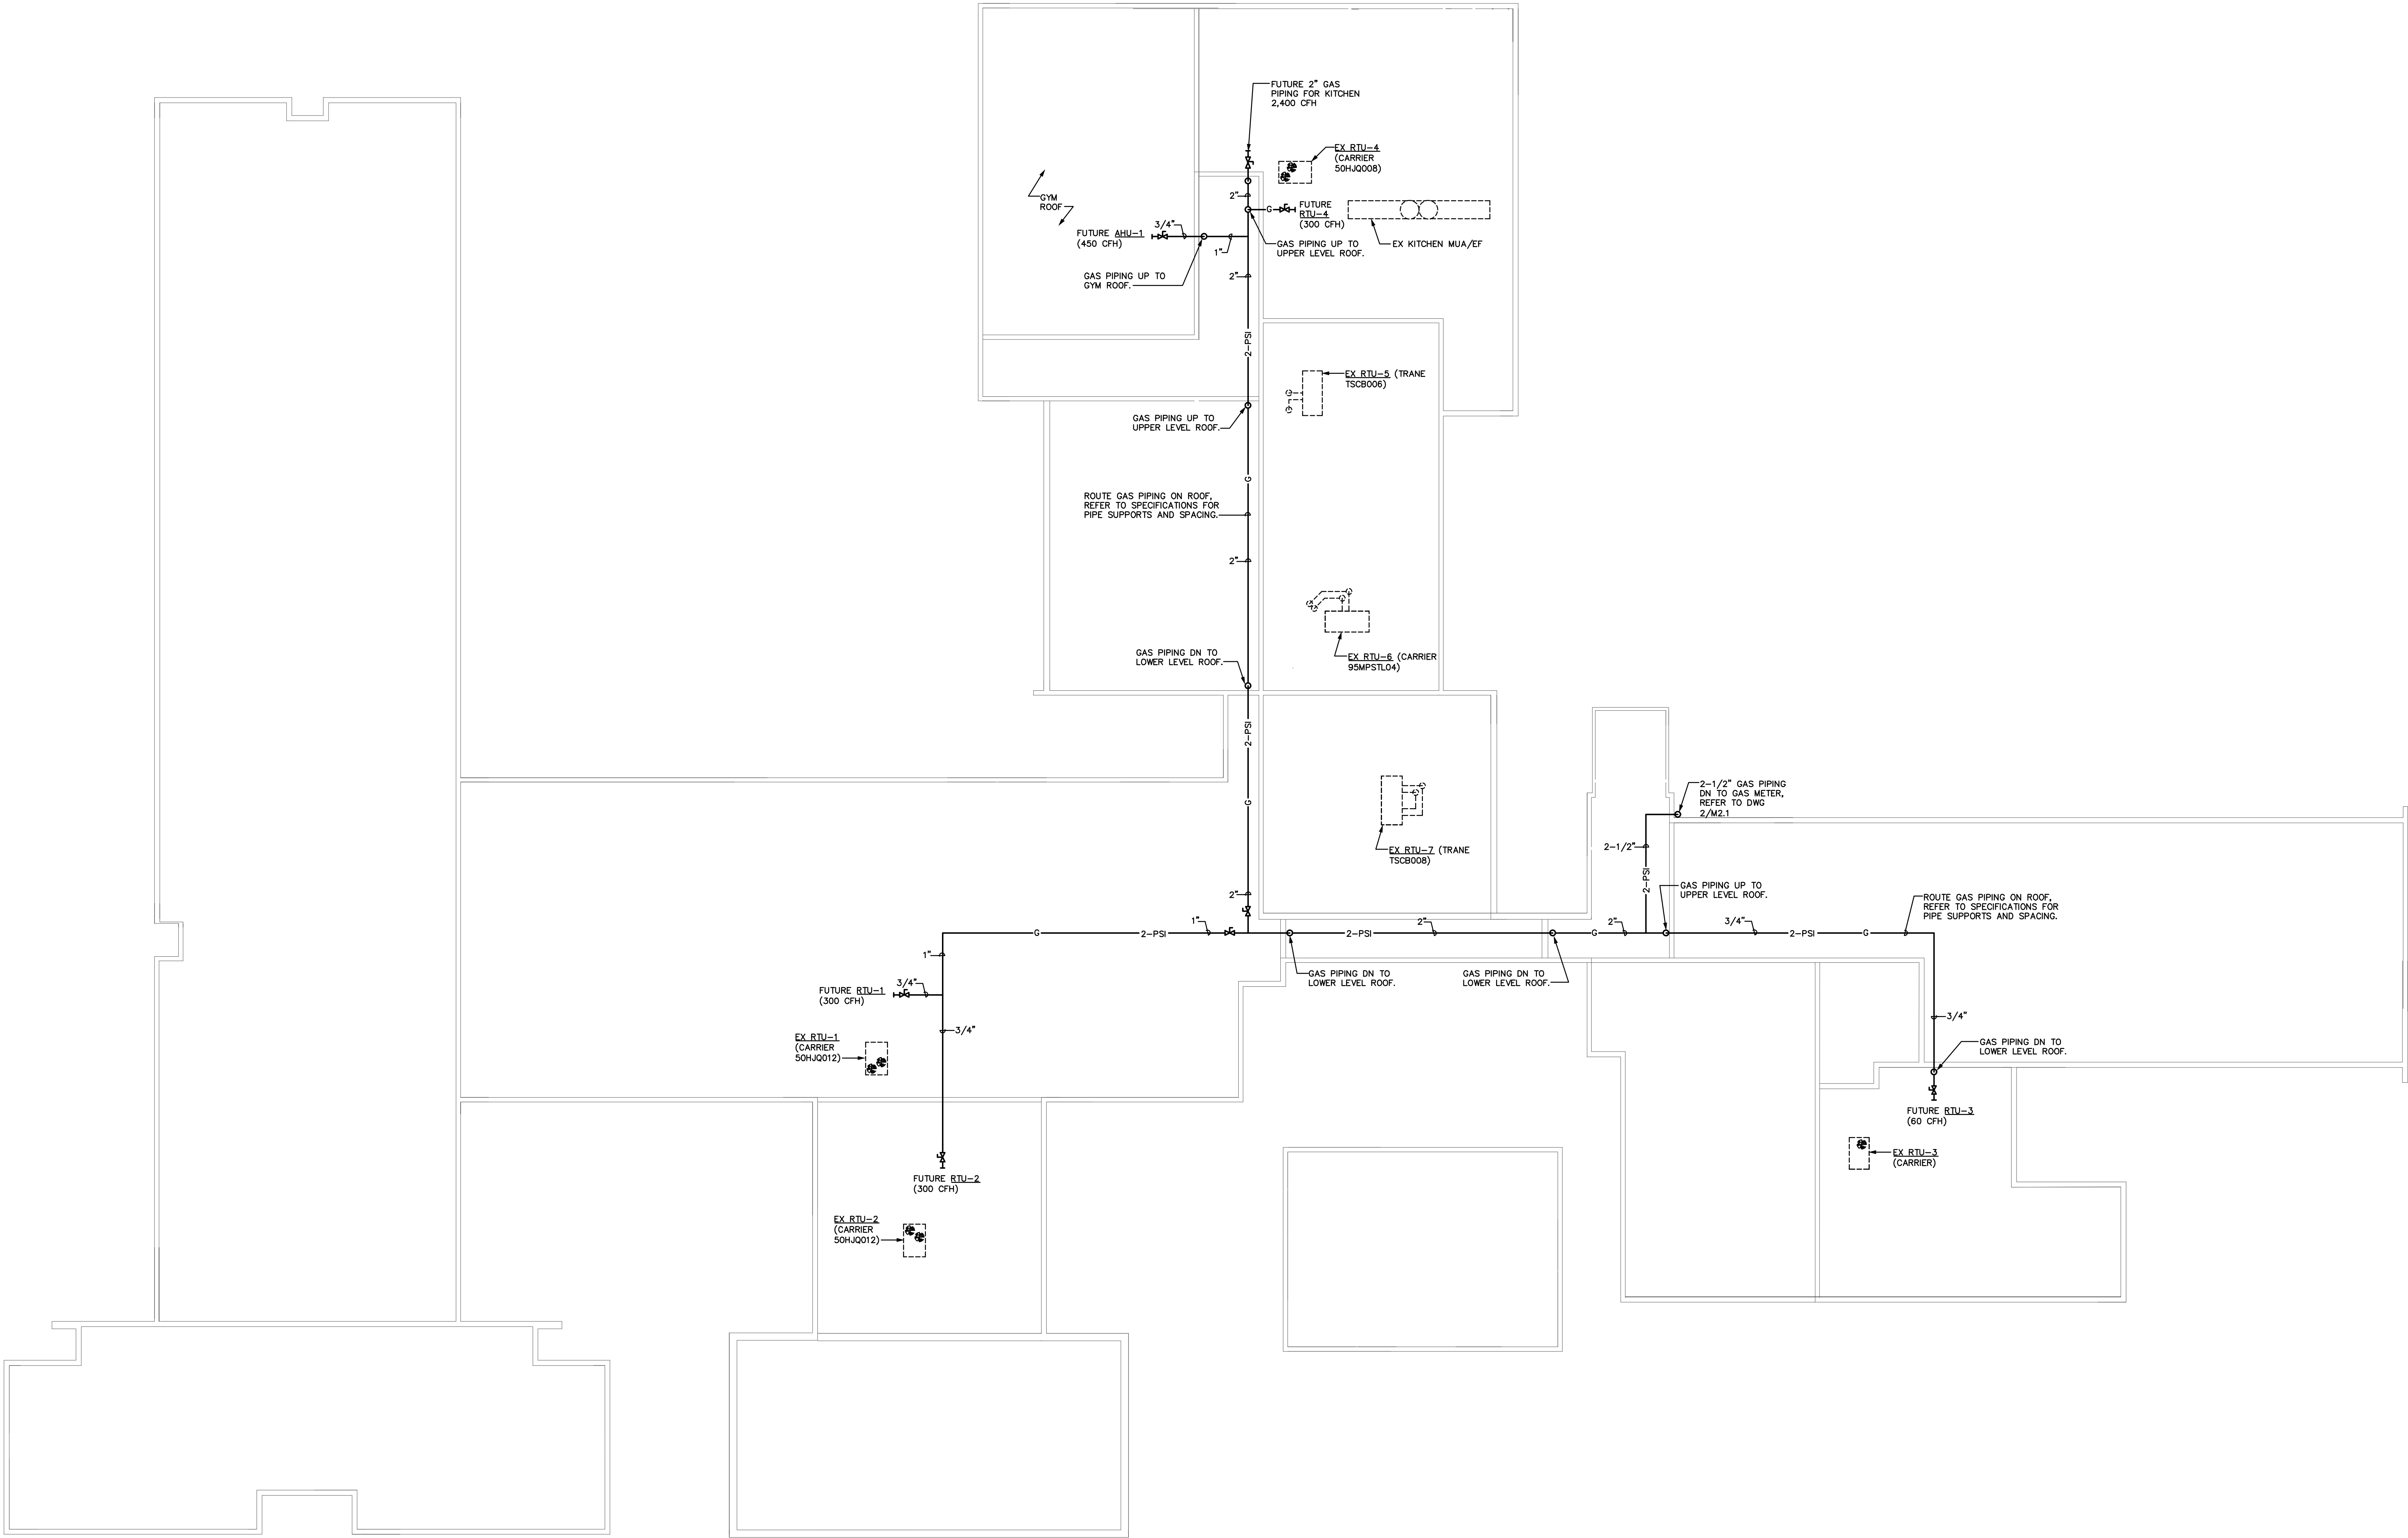 FUTURE 2" GAS
PIPING FOR KITCHEN
2,400 CFH
EX RTU-4
(CARRIER
50HJQ008)
GYM
ROOF
2"
G
FUTURE
RTU-4
(300 CFH)
3/4"
FUTURE AHU-1
(450 CFH)
1"
GAS PIPING UP TO
UPPER LEVEL ROOF.
EX KITCHEN MUA/EF
GAS PIPING UP TO
GYM ROOF.
2"
2-PSI
EX RTU-5 (TRANE
TSCB006)
GAS PIPING UP TO
UPPER LEVEL ROOF.
G
ROUTE GAS PIPING ON ROOF,
REFER TO SPECIFICATIONS FOR
PIPE SUPPORTS AND SPACING.
2"
GAS PIPING DN TO
LOWER LEVEL ROOF.
EX RTU-6 (CARRIER
95MPSTL04)
2-PSI
G
2-1/2" GAS PIPING
DN TO GAS METER,
REFER TO DWG
2/M2.1
2-1/2"
2-PSI
EX RTU-7 (TRANE
TSCB008)
2"
GAS PIPING UP TO
UPPER LEVEL ROOF.
ROUTE GAS PIPING ON ROOF,
REFER TO SPECIFICATIONS FOR
PIPE SUPPORTS AND SPACING.
1"
2"
2"
3/4"
G
2-PSI
2-PSI
G
2-PSI
G
1"
GAS PIPING DN TO
LOWER LEVEL ROOF.
GAS PIPING DN TO
LOWER LEVEL ROOF.
3/4"
FUTURE RTU-1
(300 CFH)
3/4"
3/4"
EX RTU-1
(CARRIER
50HJQ012)
GAS PIPING DN TO
LOWER LEVEL ROOF.
FUTURE RTU-3
(60 CFH)
EX RTU-3
(CARRIER)
FUTURE RTU-2
(300 CFH)
EX RTU-2
(CARRIER
50HJQ012)